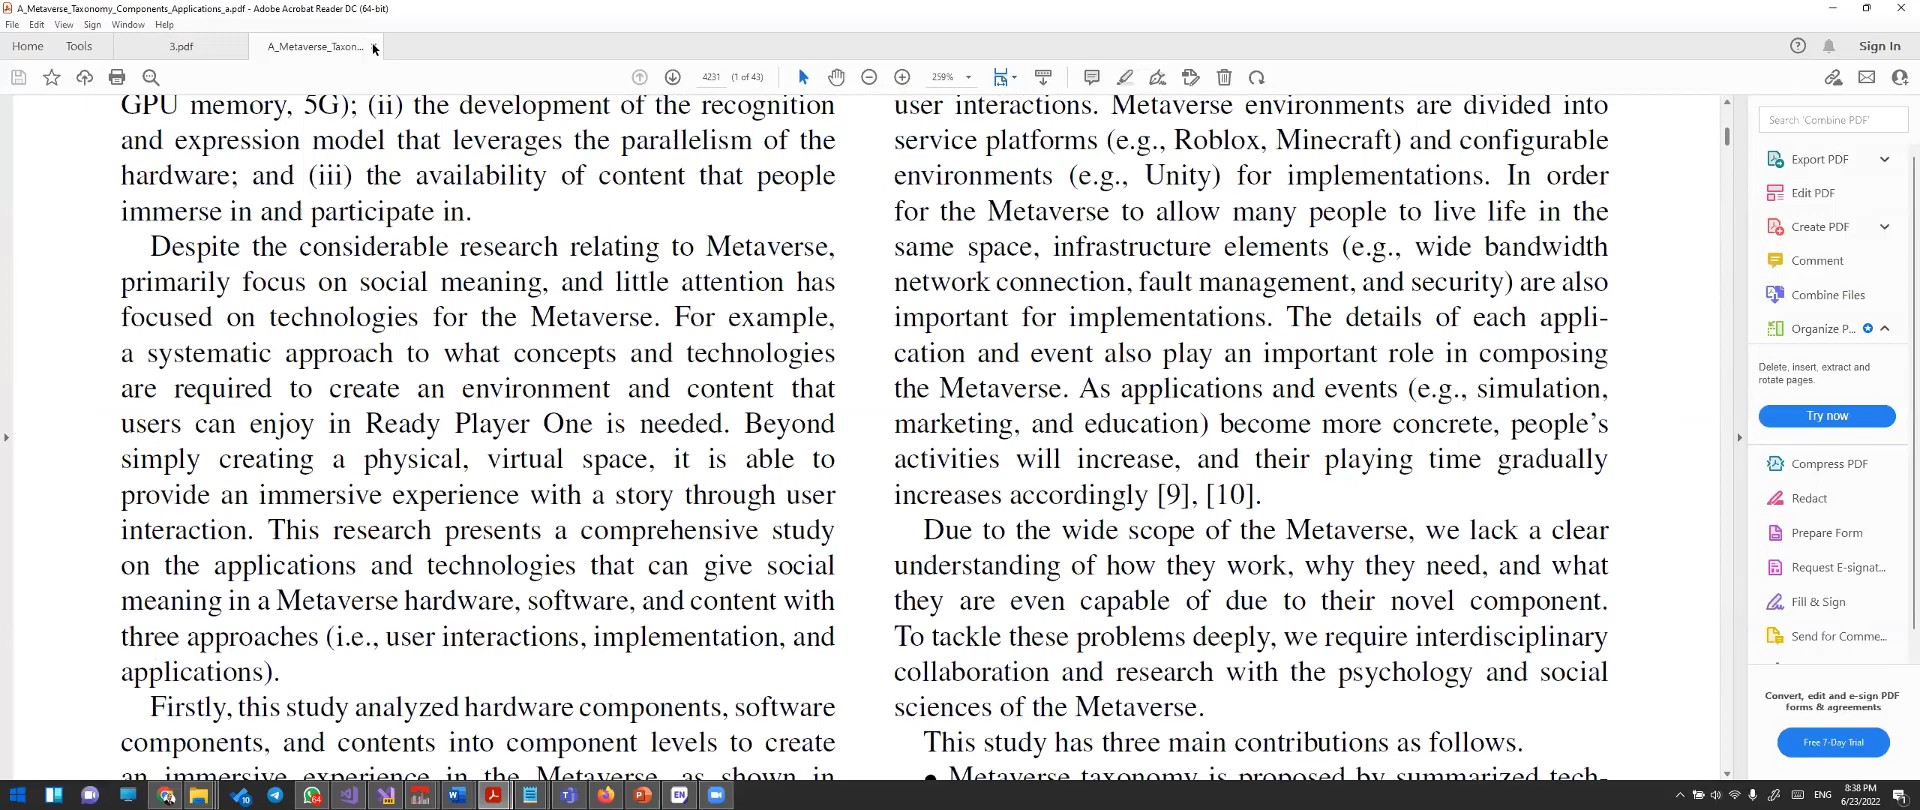 A_Metaverse_Taxonomy_Components_Applications_a.pdf - Adobe Acrobat Reader DC (64-bit)
File Edit View Sign Window Help
Home Tools 3.pdf A_Metaverse_Taxon... Sign In
4231 (1 of 43) 259%
GPU memory, 5G); (ii) the development of the recognition
and expression model that leverages the parallelism of the
hardware; and (iii) the availability of content that people
immerse in and participate in.
Despite the considerable research relating to Metaverse,
primarily focus on social meaning, and little attention has
focused on technologies for the Metaverse. For example,
a systematic approach to what concepts and technologies
are required to create an environment and content that
users can enjoy in Ready Player One is needed. Beyond
simply creating a physical, virtual space, it is able to
provide an immersive experience with a story through user
interaction. This research presents a comprehensive study
on the applications and technologies that can give social
meaning in a Metaverse hardware, software, and content with
three approaches (i.e., user interactions, implementation, and
applications).
Firstly, this study analyzed hardware components, software
components, and contents into component levels to create
an immersive experience in the Metaverse, as shown in
user interactions. Metaverse environments are divided into
service platforms (e.g., Roblox, Minecraft) and configurable
environments (e.g., Unity) for implementations. In order
for the Metaverse to allow many people to live life in the
same space, infrastructure elements (e.g., wide bandwidth
network connection, fault management, and security) are also
important for implementations. The details of each appli-
cation and event also play an important role in composing
the Metaverse. As applications and events (e.g., simulation,
marketing, and education) become more concrete, people's
activities will increase, and their playing time gradually
increases accordingly [9], [10].
Due to the wide scope of the Metaverse, we lack a clear
understanding of how they work, why they need, and what
they are even capable of due to their novel component.
To tackle these problems deeply, we require interdisciplinary
collaboration and research with the psychology and social
sciences of the Metaverse.
This study has three main contributions as follows.
• Metaverse taxonomy is proposed by summarized tech-
Search 'Combine PDF'
Export PDF
Edit PDF
Create PDF
Comment
Combine Files
Organize P...
Delete, insert, extract and
rotate pages.
Try now
Compress PDF
Redact
Prepare Form
Request E-signat...
Fill & Sign
Send for Comme...
Convert, edit and e-sign PDF
forms & agreements
Free 7-Day Trial
ENG
8:38 PM
6/23/2022